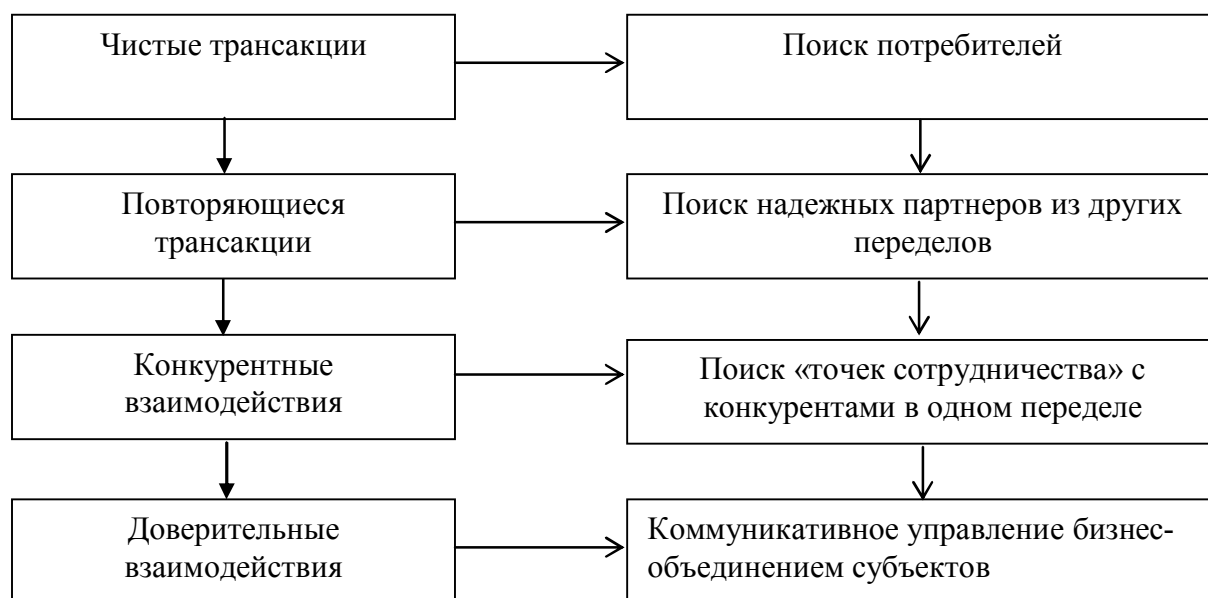 Чистые трансакции
Поиск потребителей
Повторяющиеся
трансакции
Поиск надежных партнеров из других
переделов
Конкурентные
взаимодействия
Поиск «точек сотрудничества» с
конкурентами в одном переделе
Доверительные
взаимодействия
Коммуникативное управление бизнес-
объединением субъектов